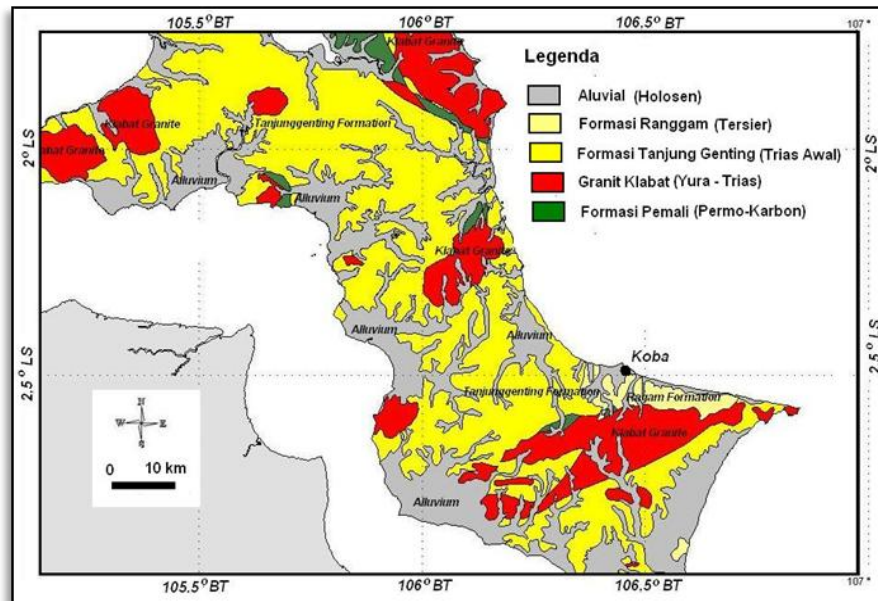 105.5° BT
106° BT
106.5° BT
107°
Klabat Granite
Legenda
Aluvial (Holosen)
Formasi Ranggam (Tersier)
Formasi Tanjung Genting (Trias Awal)
Granit Klabat (Yura - Trias)
Formasi Pemali (Permo-Karbon)
Klabat Granite
Tanjunggenting Formation
2° LS
2° LS
abat Granite
Alluvium
Alluvium
Klabat Granite
Alluvium
Alluvium
Koba
2.5° LS
2.5° LS
Tanjunggenting Formation
Ragam Formation
Klabat Granite
N
W E
S
0 10 km
Alluvium
105.5° BT
106° BT
106.5° BT
107°